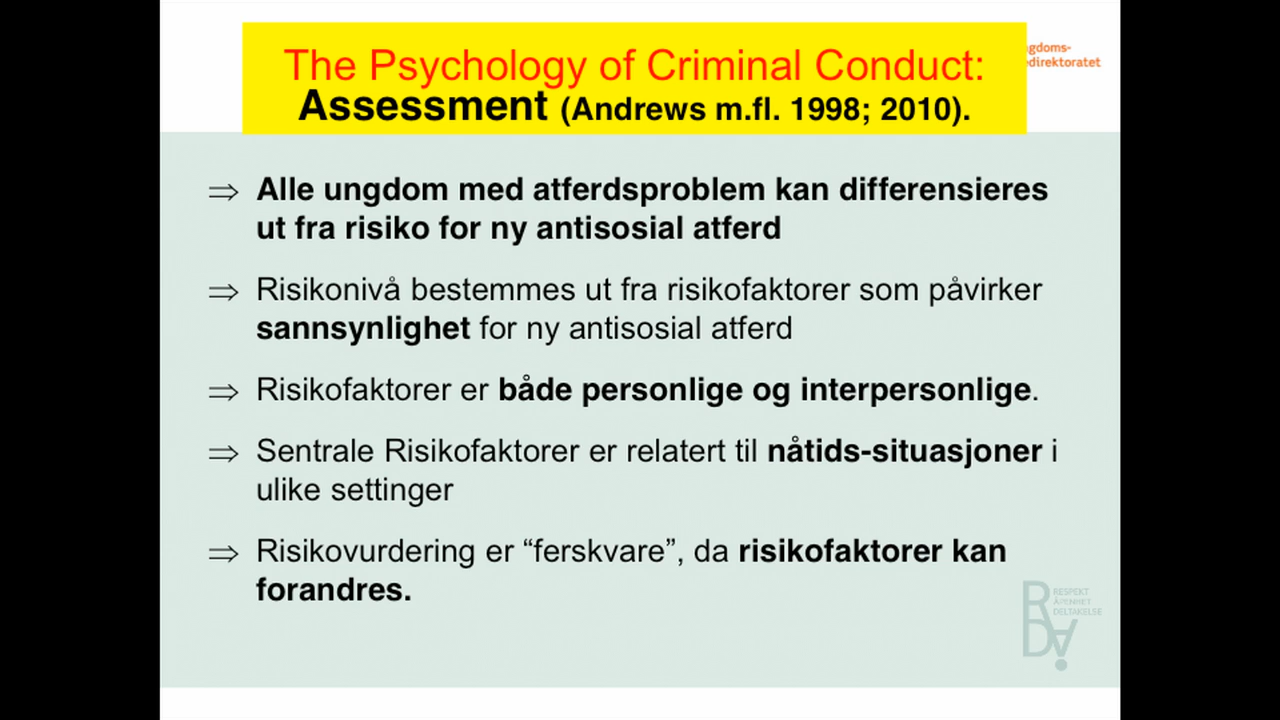 The Psychology of Criminal Conduct:
Assessment (Andrews m.fl. 1998; 2010).
gdoms-
direktoratet
⇒ Alle ungdom med atferdsproblem kan differensieres
ut fra risiko for ny antisosial atferd
⇒ Risikonivå bestemmes ut fra risikofaktorer som påvirker
sannsynlighet for ny antisosial atferd
⇒ Risikofaktorer er både personlige og interpersonlige.
⇒ Sentrale Risikofaktorer er relatert til nåtids-situasjoner i
ulike settinger
⇒ Risikovurdering er “ferskvare”, da risikofaktorer kan
forandres.
RESPEKT
ÅPENHET
DELTAKELSE